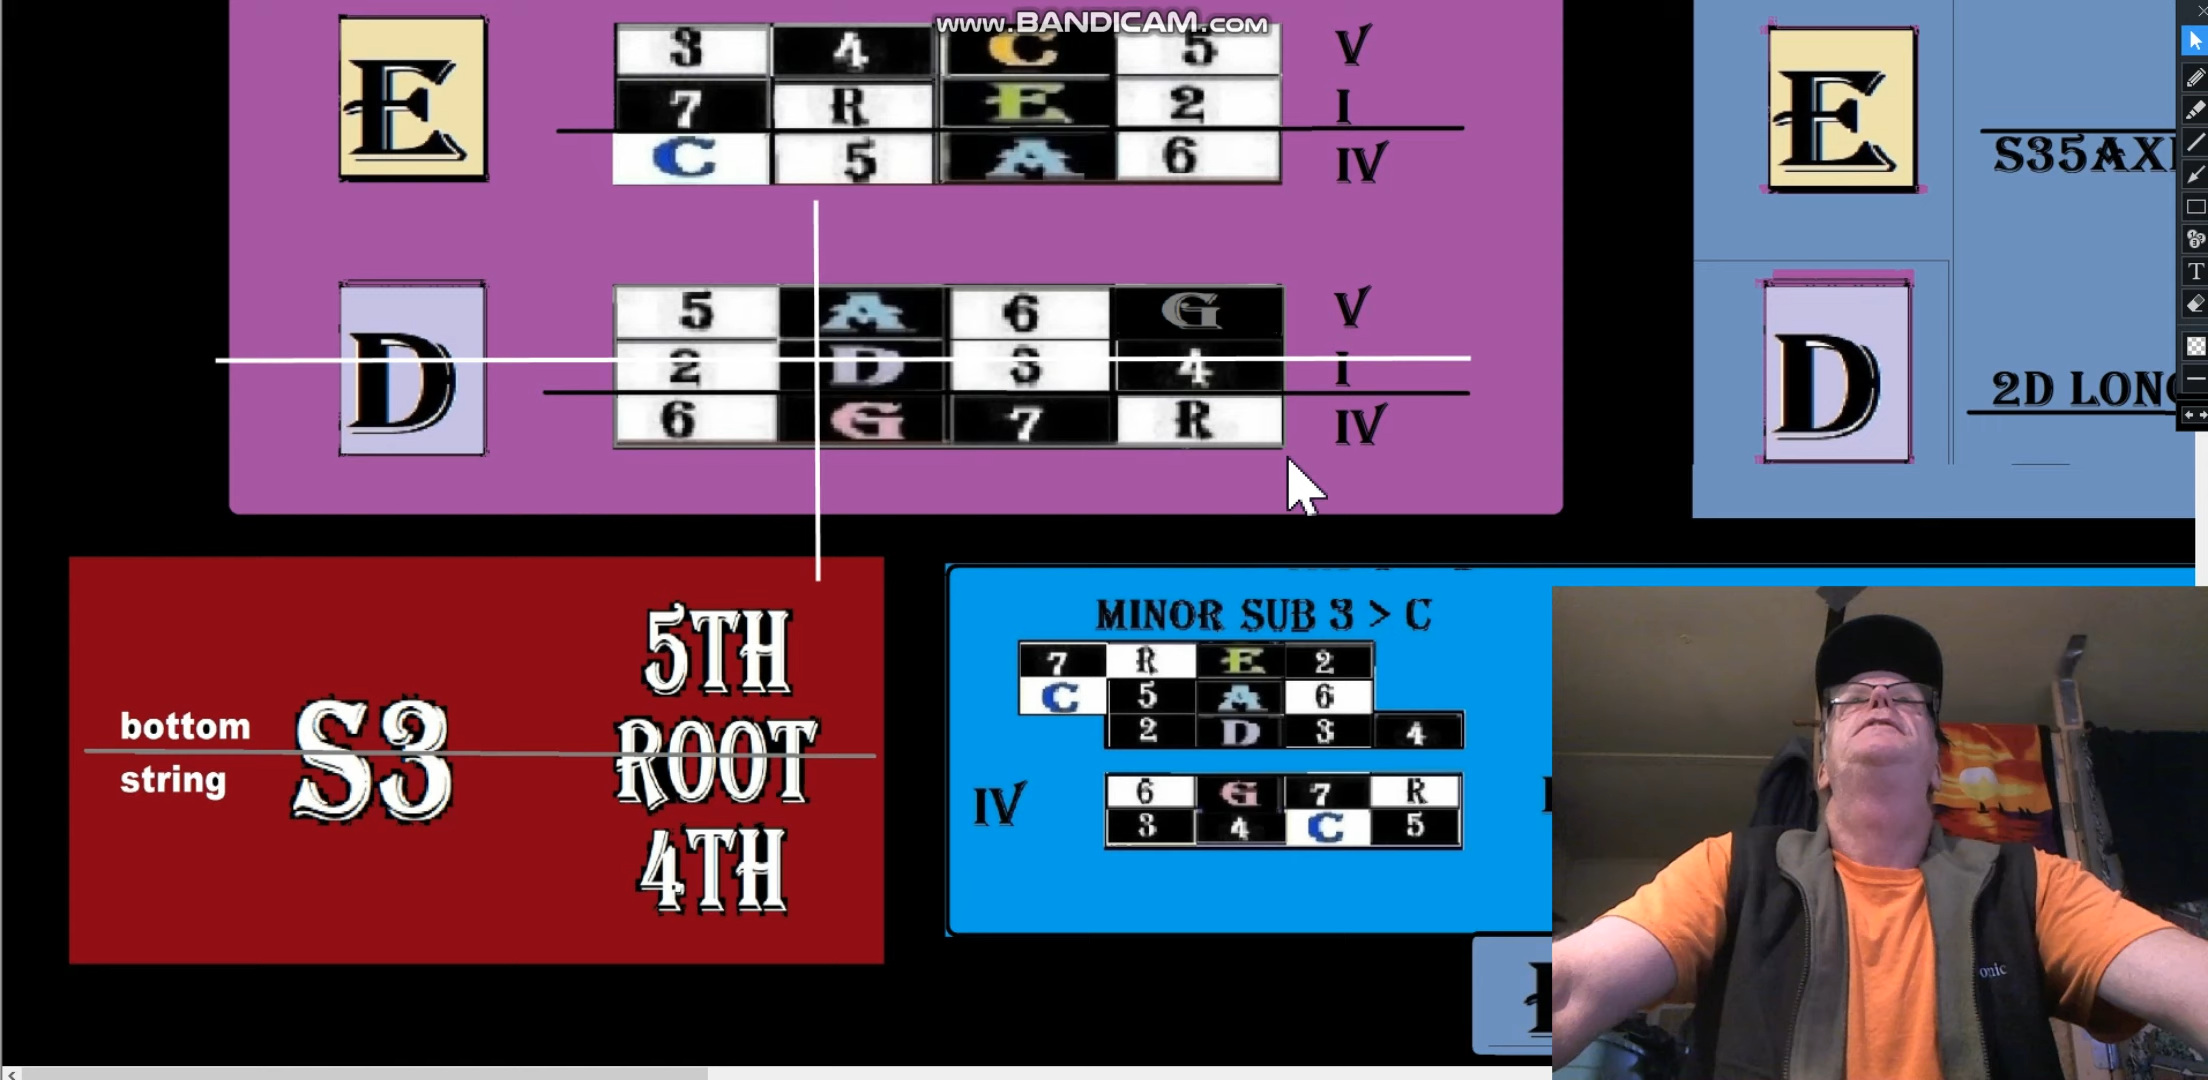 www.BANDICAM.com
E
3 4 C 5 V
7 R E 2 I
C 5 A 6 IV
D
5 A 6 G V
2 D 3 4 I
6 G 7 R IV
E
D
2D
T
bottom
string
S3
5TH
ROOT
4TH
MINOR SUB 3 > C
7 R E 2
C 5 A 6
2 D 3 4
IV
6 G 7 R
3 4 C 5
onic